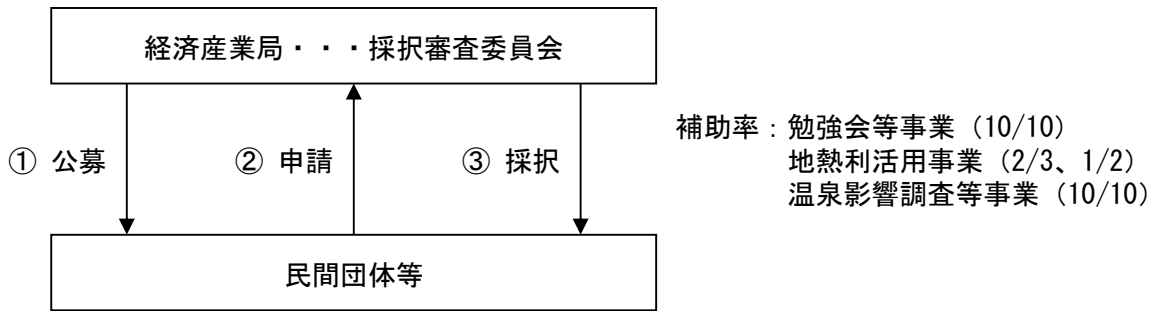 経済産業局・・・採択審査委員会
① 公募
② 申請
③ 採択
補助率：勉強会等事業（10/10）
地熱利活用事業（2/3、1/2）
温泉影響調査等事業（10/10）
民間団体等